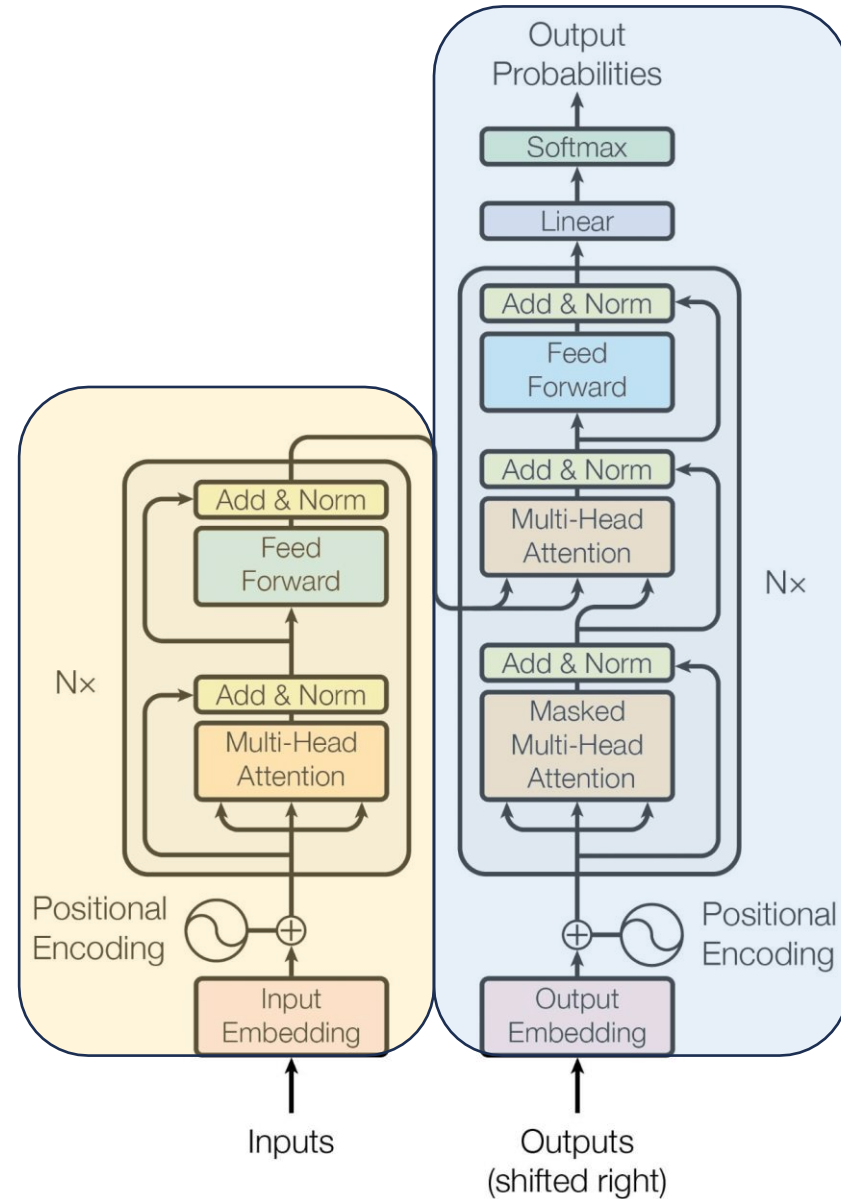 Output
Probabilities
Softmax
Linear
Add & Norm
Feed
Forward
Add & Norm
Multi-Head
Attention
N×
Add & Norm
Masked
Multi-Head
Attention
Positional
Encoding
Output
Embedding
Outputs
(shifted right)
Add & Norm
Feed
Forward
N×
Add & Norm
Multi-Head
Attention
Positional
Encoding
Input
Embedding
Inputs